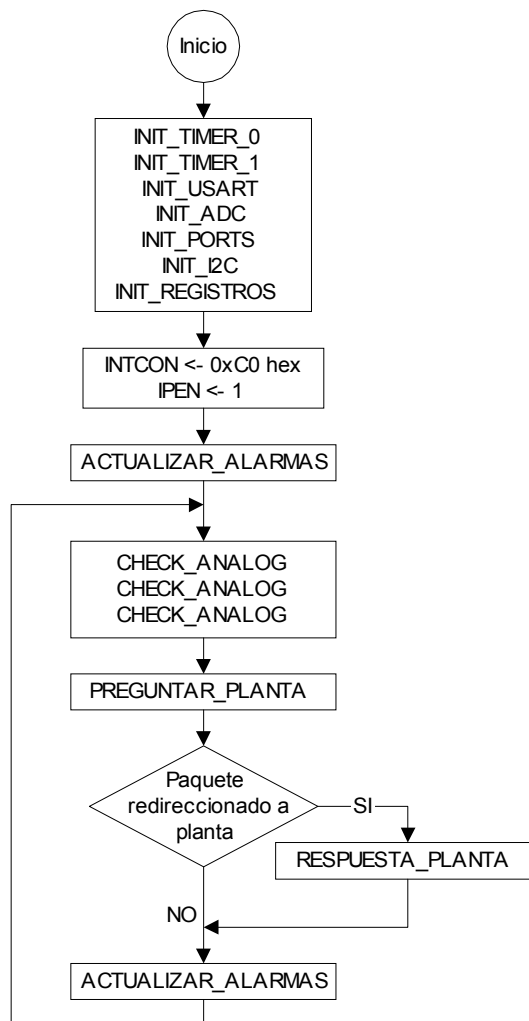 Inicio
INIT_TIMER_0
INIT_TIMER_1
INIT_USART
INIT_ADC
INIT_PORTS
INIT_I2C
INIT_REGISTROS
INTCON <- 0xC0 hex
IPEN <- 1
ACTUALIZAR_ALARMAS
CHECK_ANALOG
CHECK_ANALOG
CHECK_ANALOG
PREGUNTAR_PLANTA
Paquete
redireccionado a
planta
SI
RESPUESTA_PLANTA
NO
ACTUALIZAR_ALARMAS